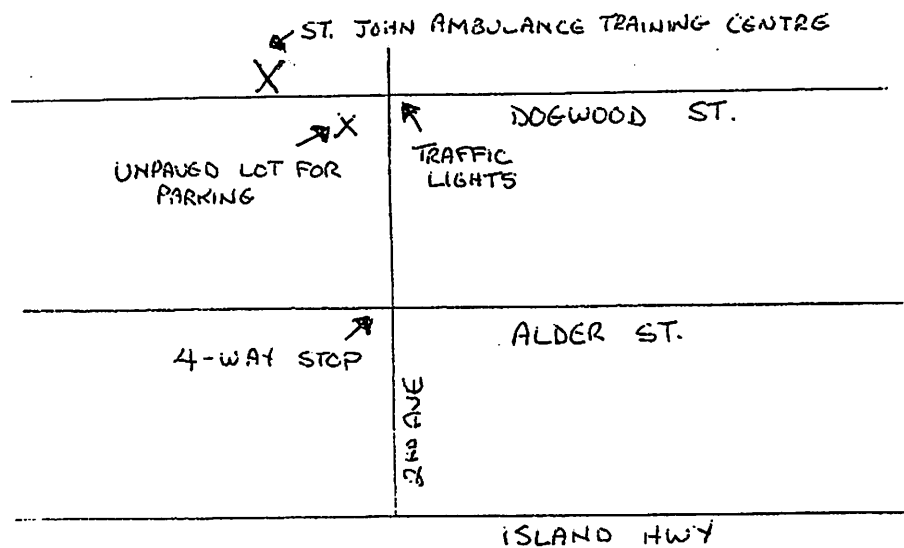 ST. JOHN AMBULANCE TRAINING CENTRE
X
X
DOGWOOD ST.
UNPAVED LOT FOR
PARKING
TRAFFIC
LIGHTS
4-WAY STOP
ALDER ST.
2ND AVE
ISLAND HWY